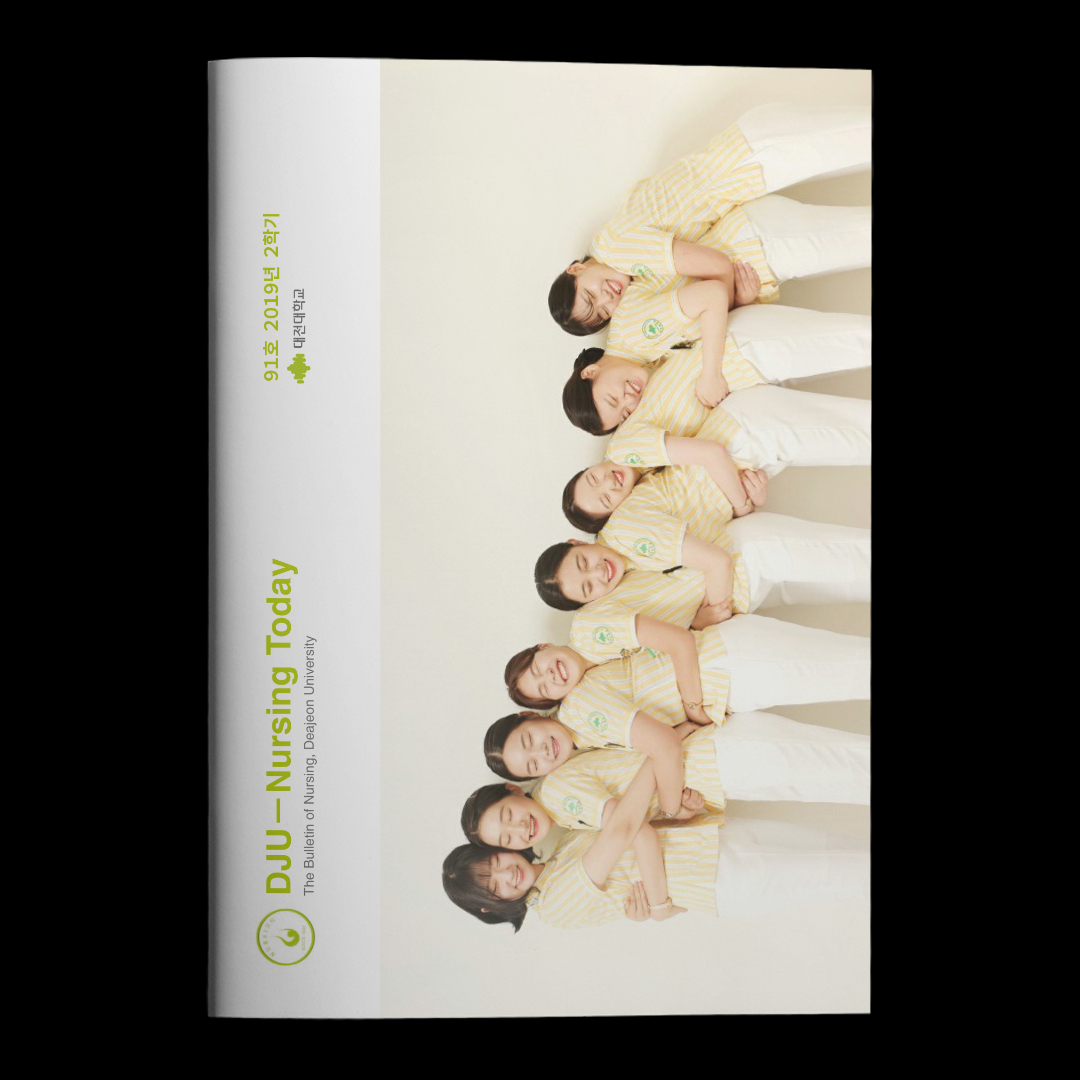 DJU — Nursing Today
The Bulletin of Nursing, Deajeon University
91호 2019년 2학기
대전대학교